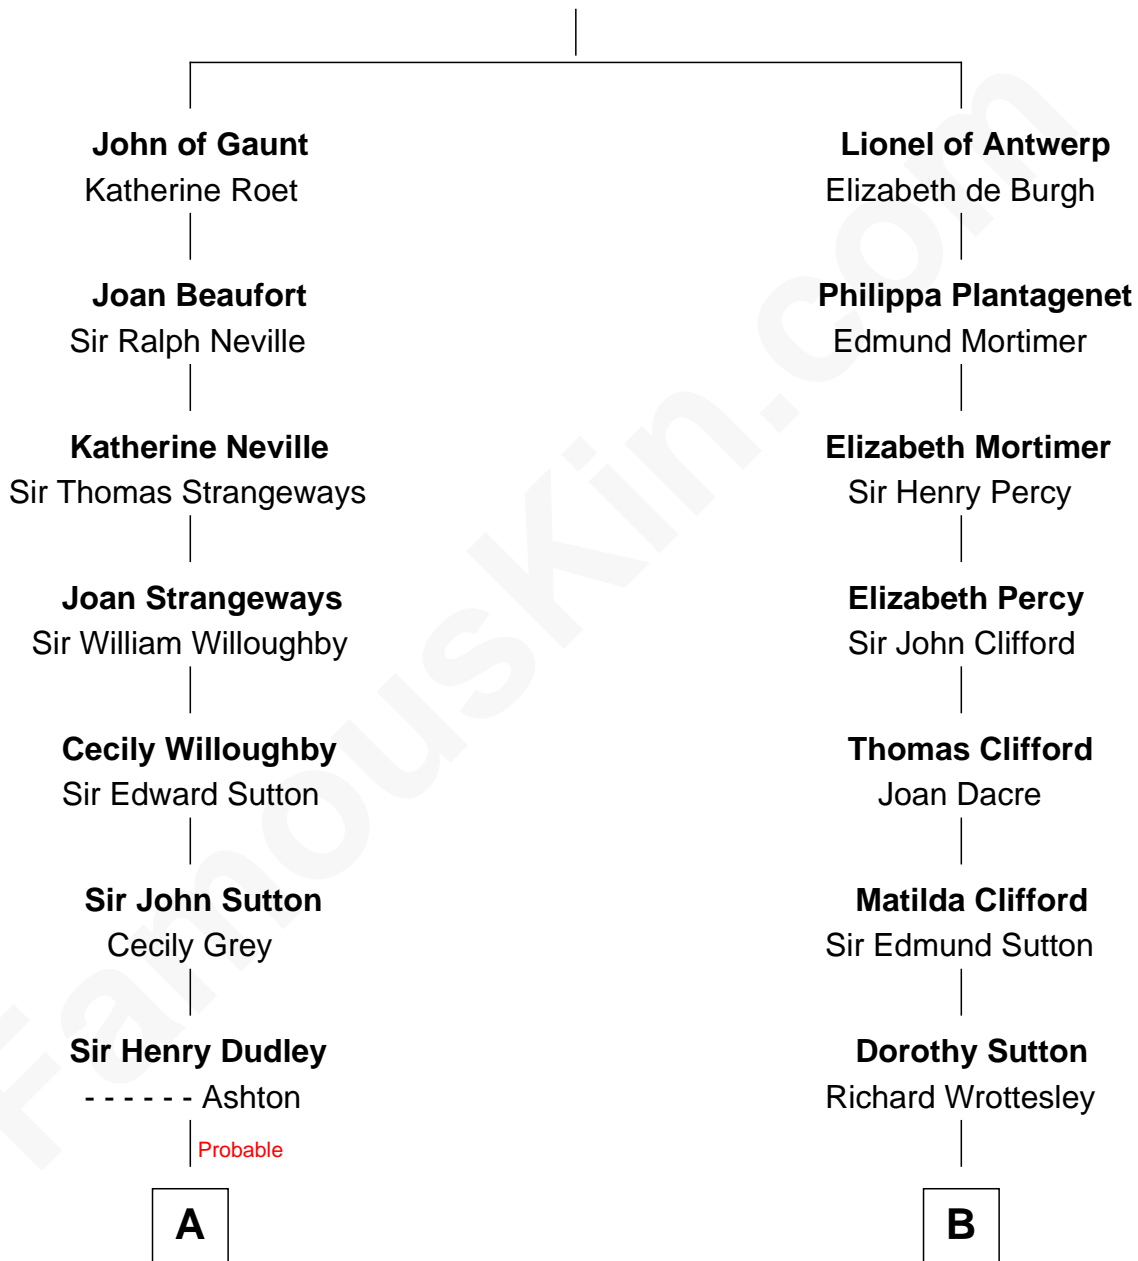 John of Gaunt
Katherine Roet
Joan Beaufort
Sir Ralph Neville
Katherine Neville
Sir Thomas Strangeways
Joan Strangeways
Sir William Willoughby
Cecily Willoughby
Sir Edward Sutton
Sir John Sutton
Cecily Grey
Sir Henry Dudley
- - - - - - Ashton
Probable
A
Lionel of Antwerp
Elizabeth de Burgh
Philippa Plantagenet
Edmund Mortimer
Elizabeth Mortimer
Sir Henry Percy
Elizabeth Percy
Sir John Clifford
Thomas Clifford
Joan Dacre
Matilda Clifford
Sir Edmund Sutton
Dorothy Sutton
Richard Wrottesley
B
FamousKin.com